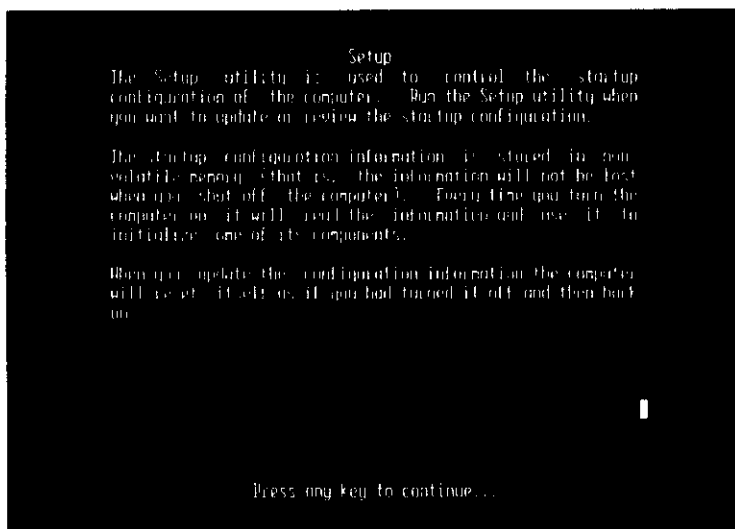 Setup
The Setup utility is used to control the startup
configuration of the computer. Run the Setup utility when
you want to update or review the startup configuration.
The startup configuration information is stored in non-
volatile memory (that is, the information will not be lost
when you shut off the computer). Every time you turn the
computer on it will read the information and use it to
initialize some of its components.
When you update the configuration information the computer
will reset itself as if you had turned it off and then back
on
Press any key to continue...